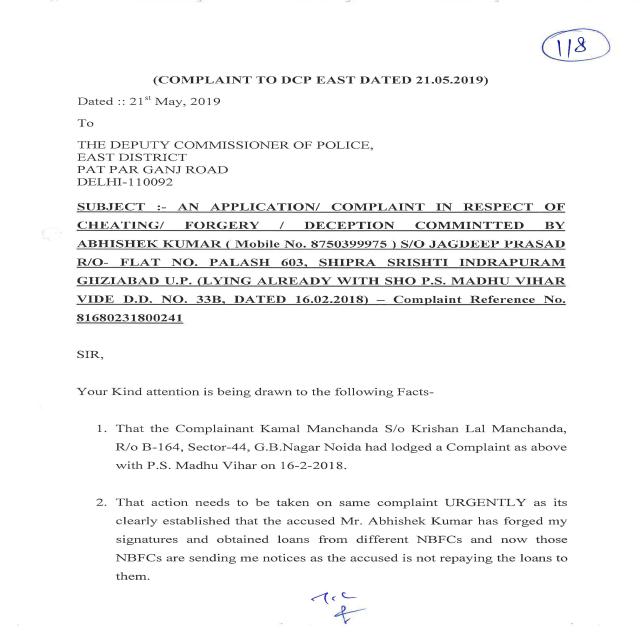 118
(COMPLAINT TO DCP EAST DATED 21.05.2019)
Dated :: 21st May, 2019
To
THE DEPUTY COMMISSIONER OF POLICE,
EAST DISTRICT
PAT PAR GANJ ROAD
DELHI-110092
SUBJECT :- AN APPLICATION/ COMPLAINT IN RESPECT OF
CHEATING/ FORGERY / DECEPTION COMMINTTED BY
ABHISHEK KUMAR ( Mobile No. 8750399975 ) S/O JAGDEEP PRASAD
R/O- FLAT NO. PALASH 603, SHIPRA SRISHTI INDRAPURAM
GHZIABAD U.P. (LYING ALREADY WITH SHO P.S. MADHU VIHAR
VIDE D.D. NO. 33B, DATED 16.02.2018) – Complaint Reference No.
81680231800241
SIR,
Your Kind attention is being drawn to the following Facts-
1. That the Complainant Kamal Manchanda S/o Krishan Lal Manchanda,
R/o B-164, Sector-44, G.B.Nagar Noida had lodged a Complaint as above
with P.S. Madhu Vihar on 16-2-2018.
2. That action needs to be taken on same complaint URGENTLY as its
clearly established that the accused Mr. Abhishek Kumar has forged my
signatures and obtained loans from different NBFCs and now those
NBFCs are sending me notices as the accused is not repaying the loans to
them.